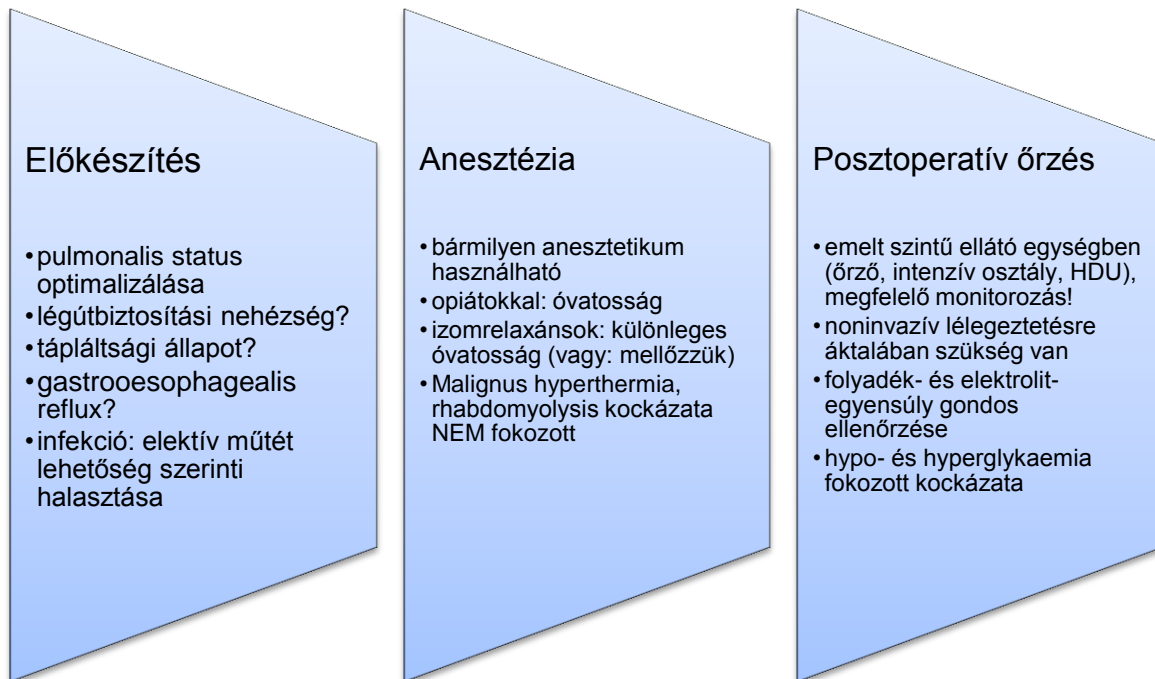 Előkészítés
•pulmonalis status
optimalizálása
•légútbiztosítási nehézség?
•tápláltsági állapot?
•gastrooesophagealis
reflux?
•infekció: elektív műtét
lehetőség szerinti
halasztása
Anesztézia
•bármilyen anesztetikum
használható
•opiátokkal: óvatosság
•izomrelaxánsok: különleges
óvatosság (vagy: mellőzzük)
•Malignus hyperthermia,
rhabdomyolysis kockázata
NEM fokozott
Posztoperatív őrzés
•emelt szintű ellátó egységben
(őrző, intenzív osztály, HDU),
megfelelő monitorozás!
•noninvazív lélegeztetésre
áktalában szükség van
•folyadék- és elektrolit-
egyensúly gondos
ellenőrzése
•hypo- és hyperglykaemia
fokozott kockázata